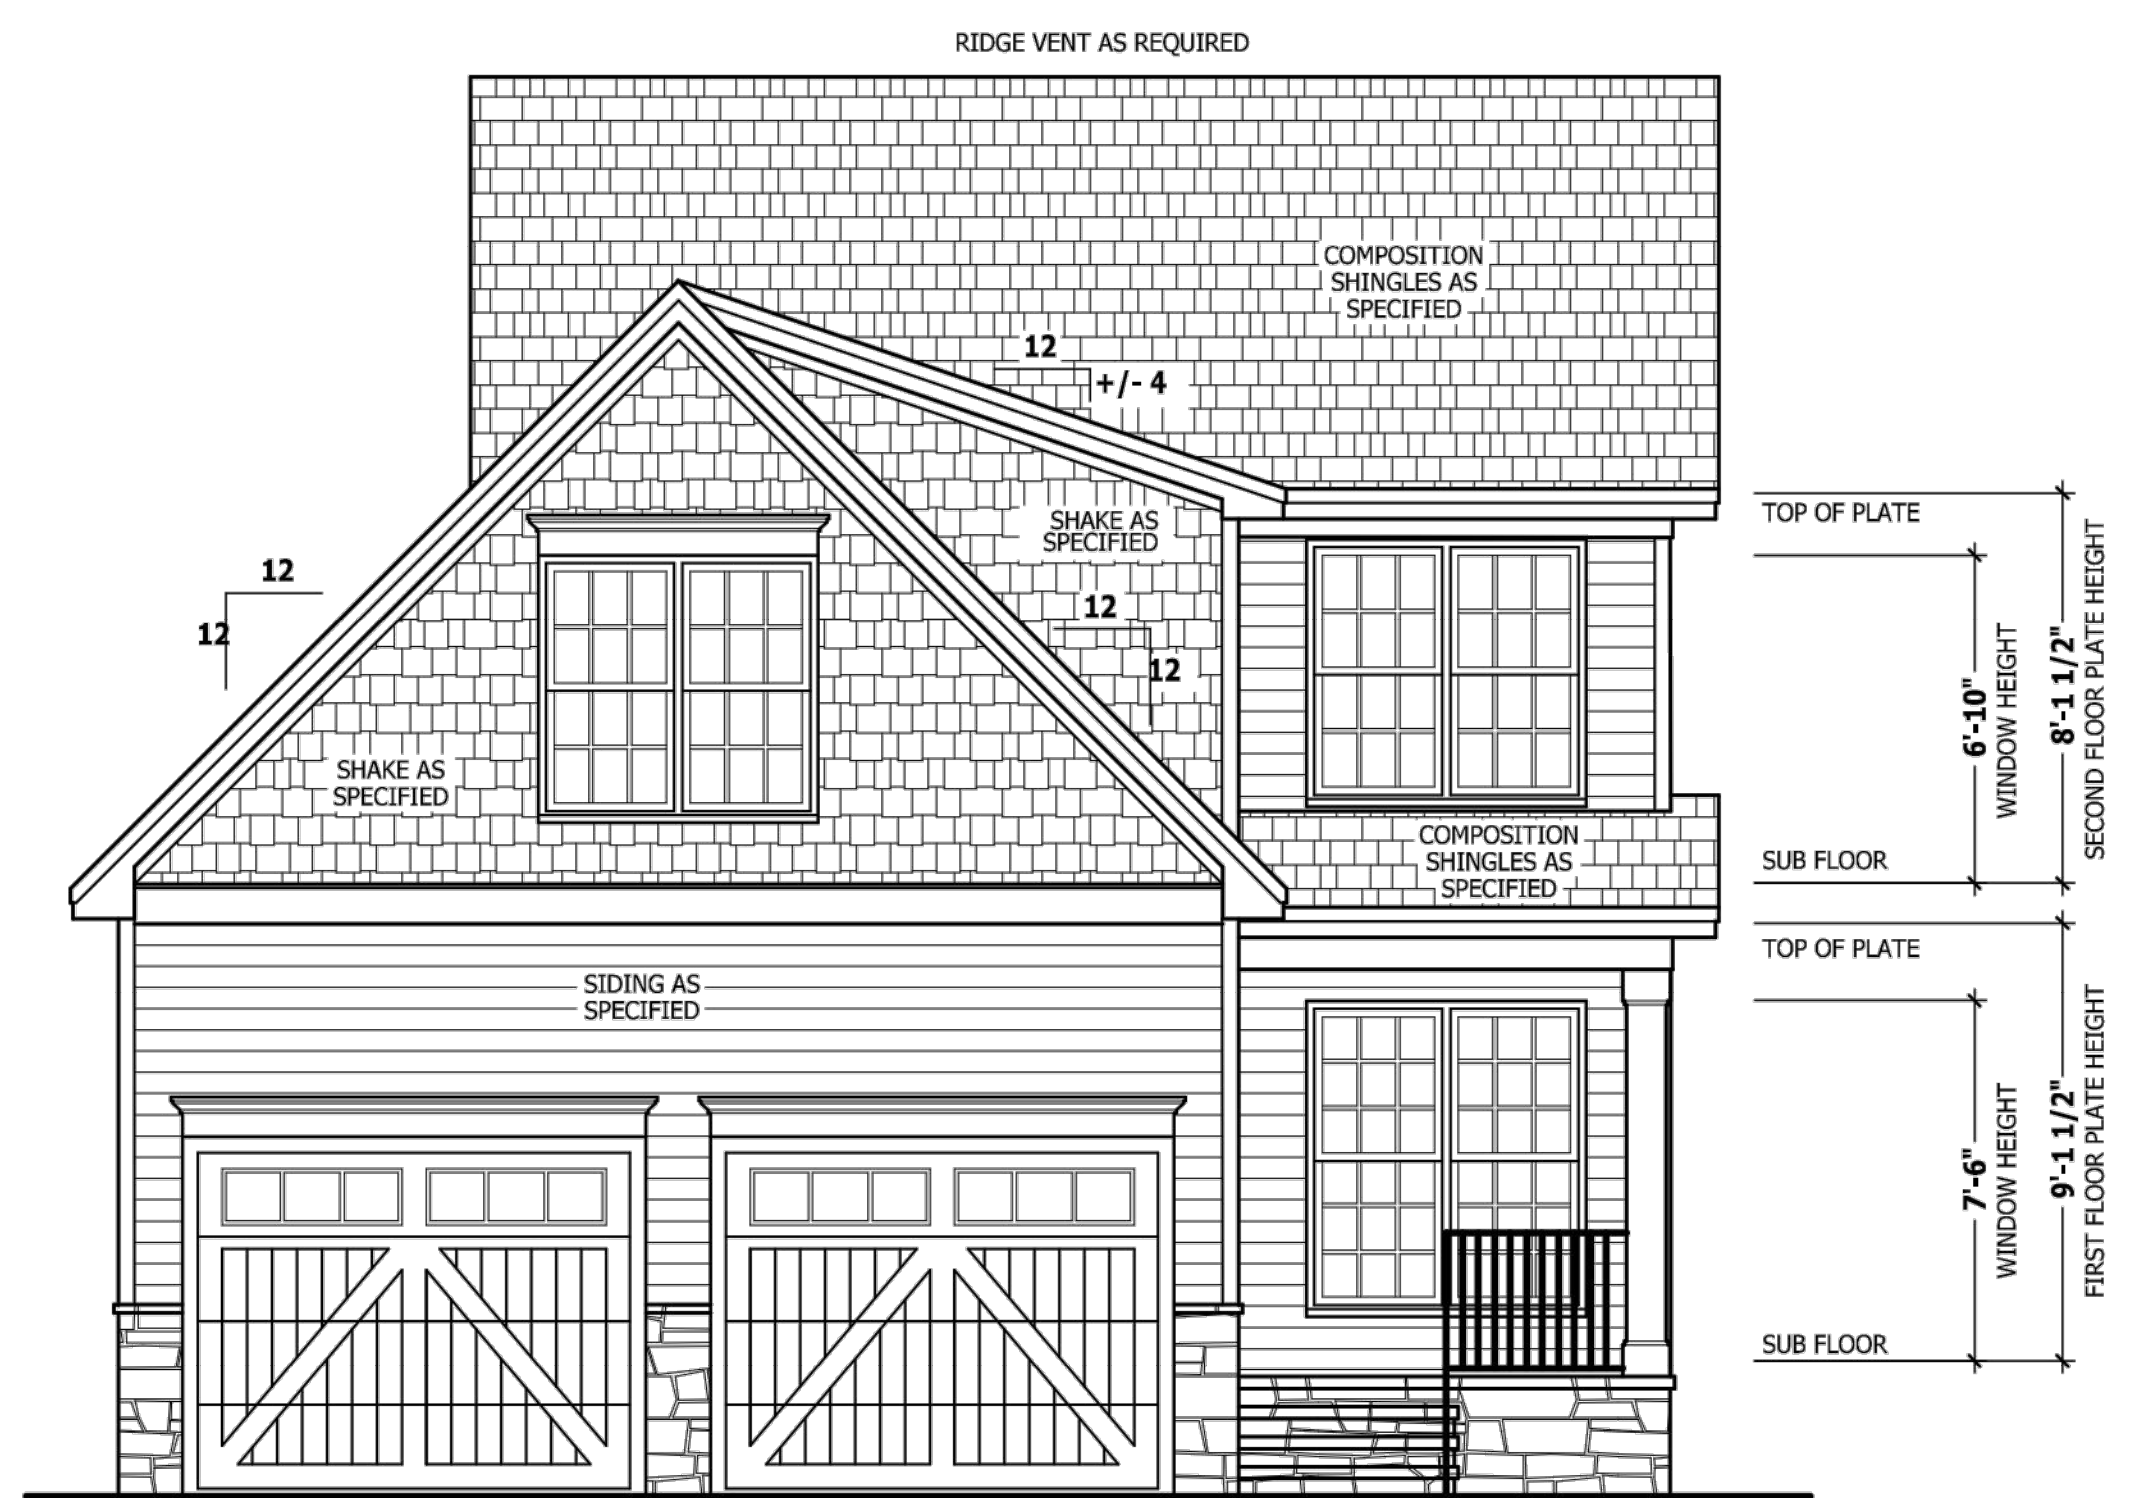 RIDGE VENT AS REQUIRED
COMPOSITION
SHINGLES AS
SPECIFIED
12
+/- 4
SHAKE AS
SPECIFIED
12
12
12
12
SHAKE AS
SPECIFIED
TOP OF PLATE
6'-10"
WINDOW HEIGHT
8'-1 1/2"
SECOND FLOOR PLATE HEIGHT
COMPOSITION
SHINGLES AS
SPECIFIED
SUB FLOOR
TOP OF PLATE
SIDING AS
SPECIFIED
7'-6"
WINDOW HEIGHT
9'-1 1/2"
FIRST FLOOR PLATE HEIGHT
SUB FLOOR